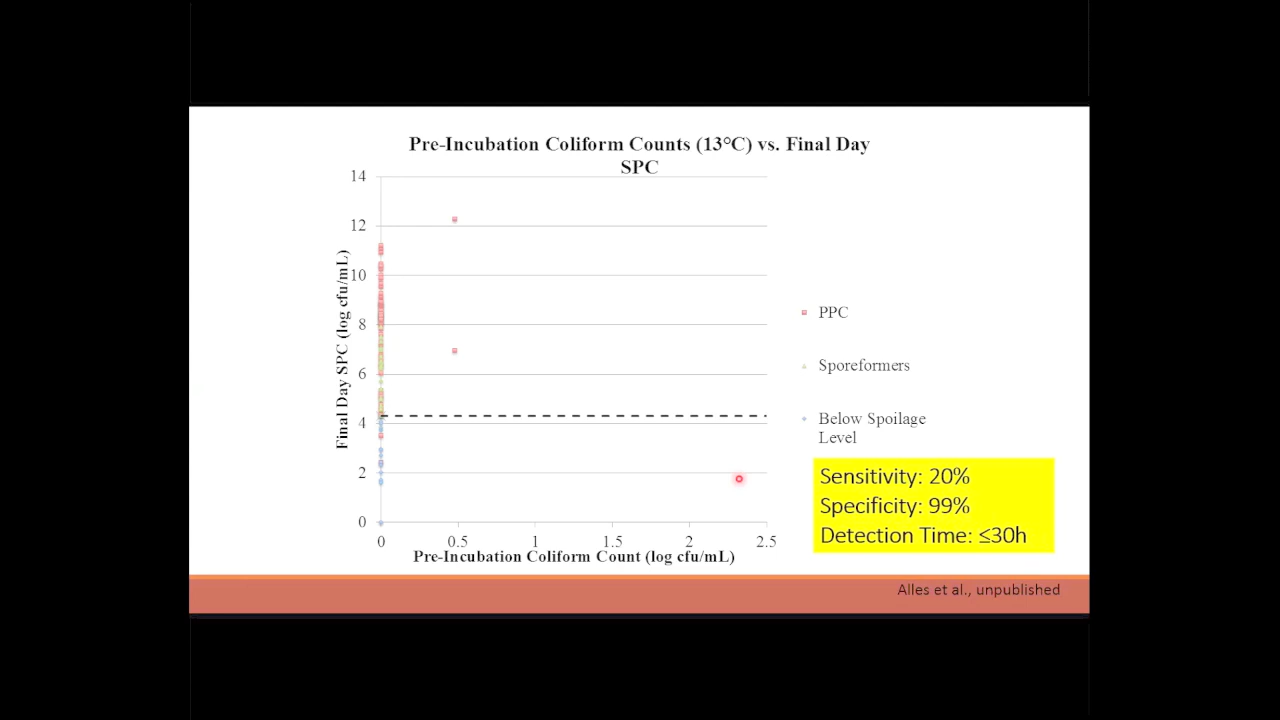 Pre-Incubation Coliform Counts (13°C) vs. Final Day
SPC
14
12
10
8
6
4
2
0
Final Day SPC (log cfu/mL)
0 0.5 1 1.5 2 2.5
Pre-Incubation Coliform Count (log cfu/mL)
PPC
Sporeformers
Below Spoilage
Level
Sensitivity: 20%
Specificity: 99%
Detection Time: ≤30h
Alles et al., unpublished